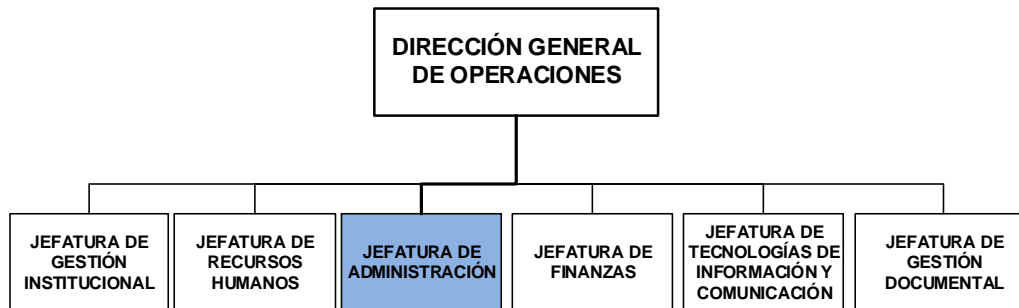 DIRECCIÓN GENERAL
DE OPERACIONES
JEFATURA DE
GESTIÓN
INSTITUCIONAL
JEFATURA DE
RECURSOS
HUMANOS
JEFATURA DE
ADMINISTRACIÓN
JEFATURA DE
FINANZAS
JEFATURA DE
TECNOLOGÍAS DE
INFORMACIÓN Y
COMUNICACIÓN
JEFATURA DE
GESTIÓN
DOCUMENTAL